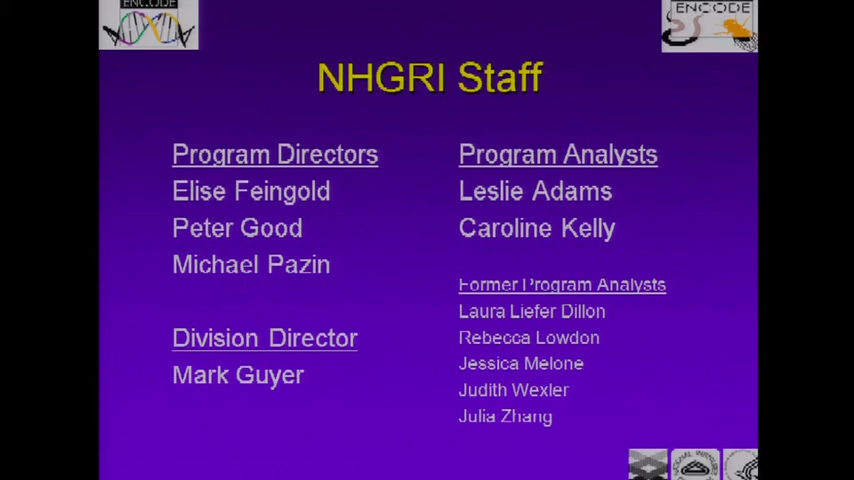 ENCODE
ENCODE
NHGRI Staff
Program Directors
Elise Feingold
Peter Good
Michael Pazin
Division Director
Mark Guyer
Program Analysts
Leslie Adams
Caroline Kelly
Former Program Analysts
Laura Liefer Dillon
Rebecca Lowdon
Jessica Melone
Judith Wexler
Julia Zhang